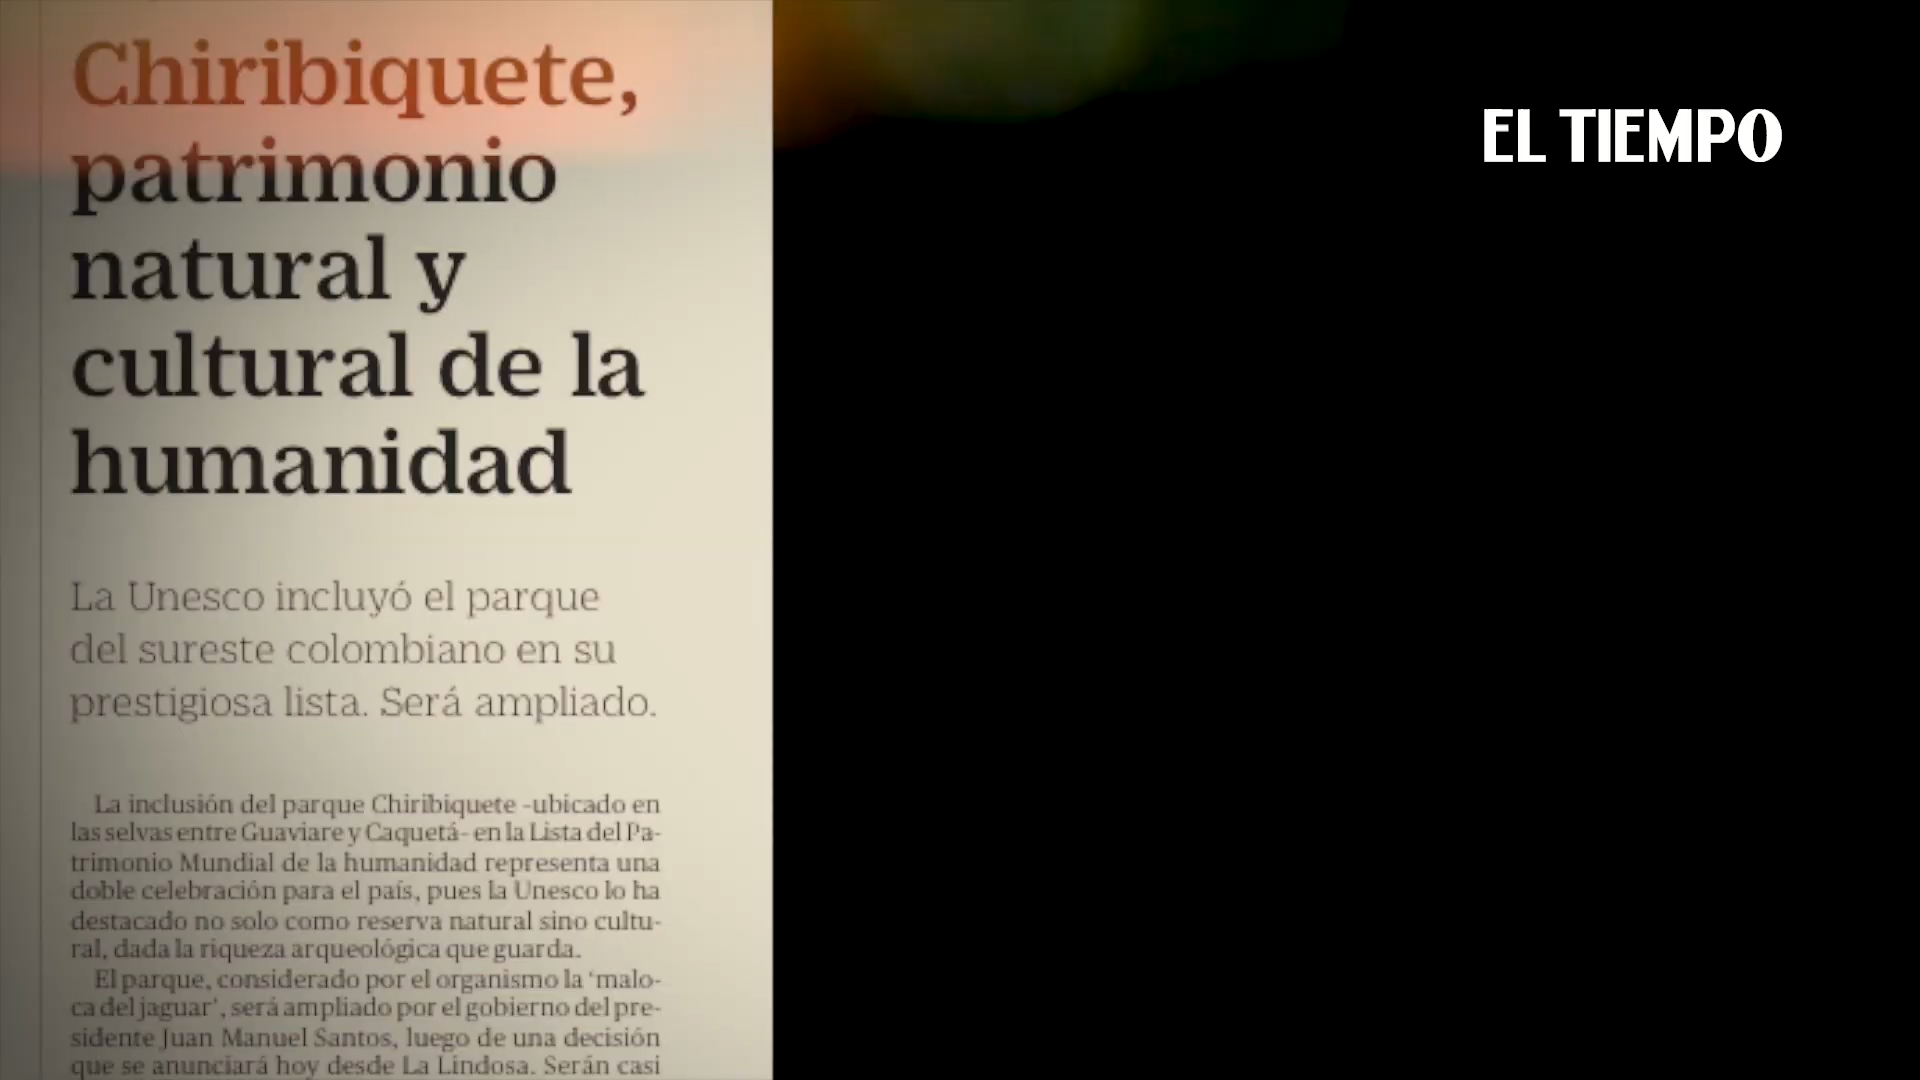 Chiribiquete,
patrimonio
natural y
cultural de la
humanidad
La Unesco incluyó el parque
del sureste colombiano en su
prestigiosa lista. Será ampliado.
La inclusión del parque Chiribiquete -ubicado en
las selvas entre Guaviare y Caquetá- en la Lista del Pa-
trimonio Mundial de la humanidad representa una
doble celebración para el país, pues la Unesco lo ha
destacado no solo como reserva natural sino cultu-
ral, dada la riqueza arqueológica que guarda.
El parque, considerado por el organismo la ‘malo-
ca del jaguar’, será ampliado por el gobierno del pre-
sidente Juan Manuel Santos, luego de una decisión
que se anunciará hoy desde La Lindosa. Serán casi
EL TIEMPO